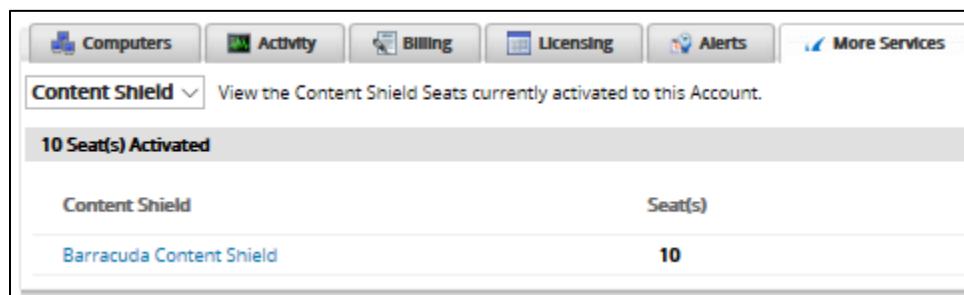 Computers Activity Billing Licensing Alerts More Services
Content Shield View the Content Shield Seats currently activated to this Account.
10 Seat(s) Activated
Content Shield Seat(s)
Barracuda Content Shield 10